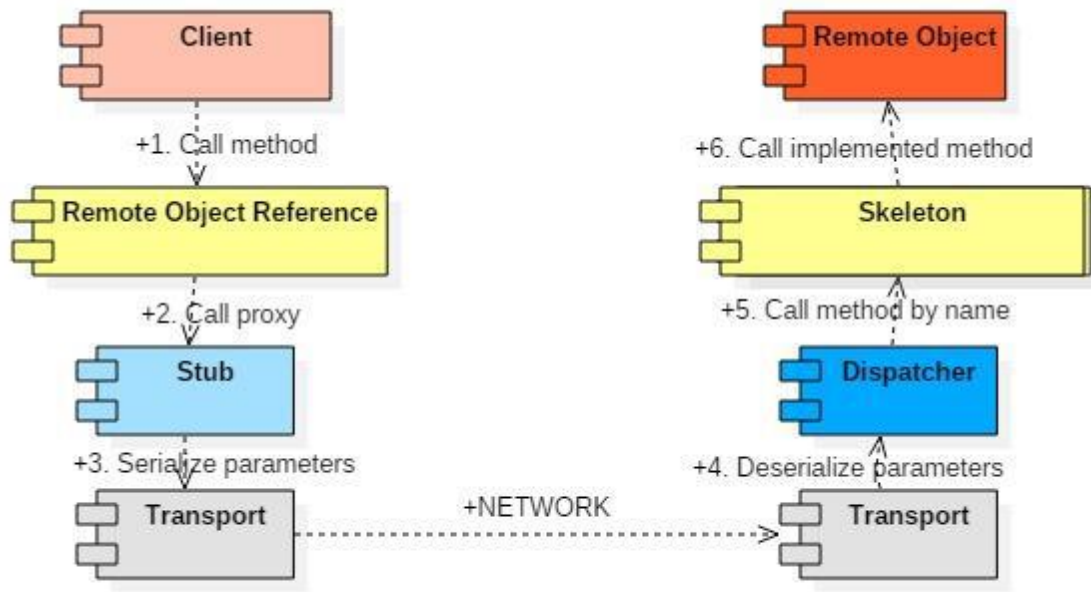 Client
Remote Object
+1. Call method
+6. Call implemented method
Remote Object Reference
Skeleton
+2. Call proxy
+5. Call method by name
Stub
Dispatcher
+3. Serialize parameters
+4. Deserialize parameters
Transport
+NETWORK
Transport